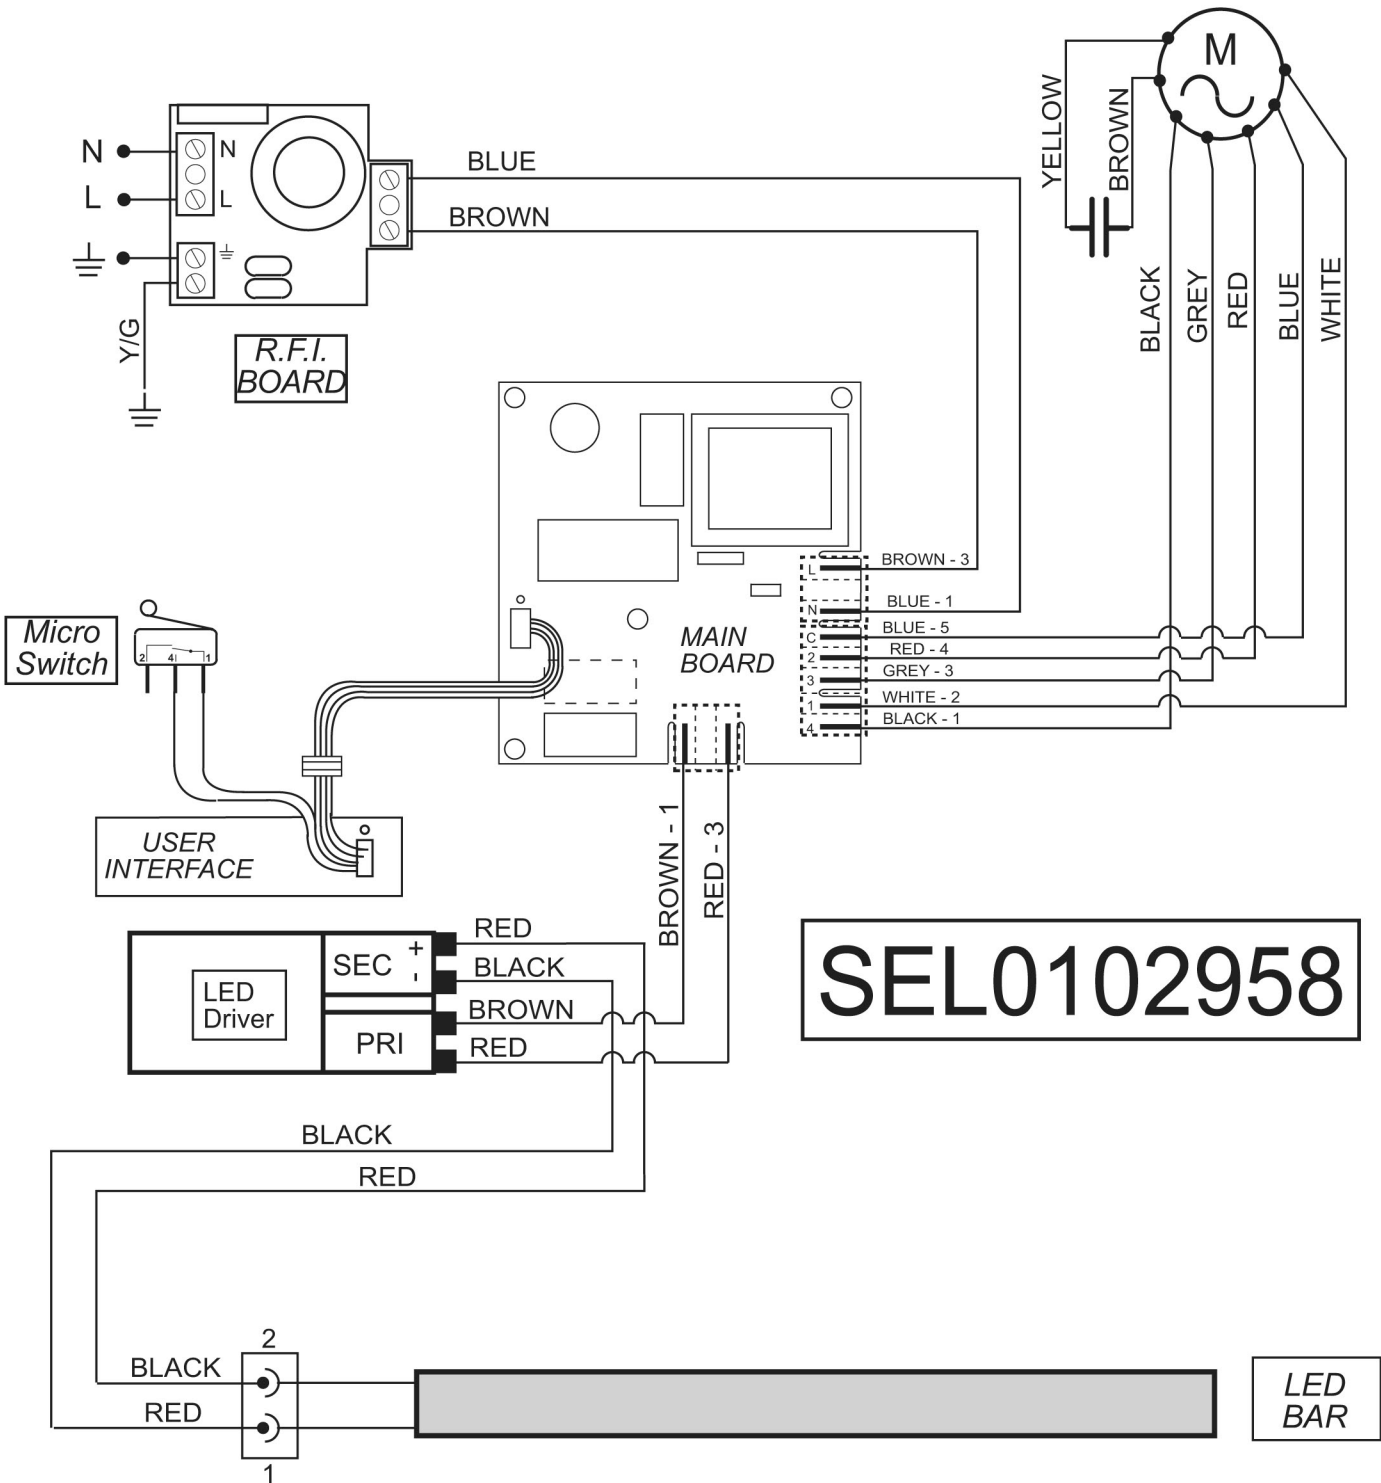 M
YELLOW
BROWN
N
N
L
L
BLUE
BROWN
Y/G
R.F.I.
BOARD
BLACK
GREY
RED
BLUE
WHITE
L
BROWN - 3
N
BLUE - 1
C
BLUE - 5
2
RED - 4
3
GREY - 3
1
WHITE - 2
4
BLACK - 1
MAIN
BOARD
Micro
Switch
2
4
1
USER
INTERFACE
BROWN - 1
RED - 3
LED
Driver
SEC
+
-
PRI
RED
BLACK
BROWN
RED
SEL0102958
BLACK
RED
2
BLACK
RED
1
LED
BAR